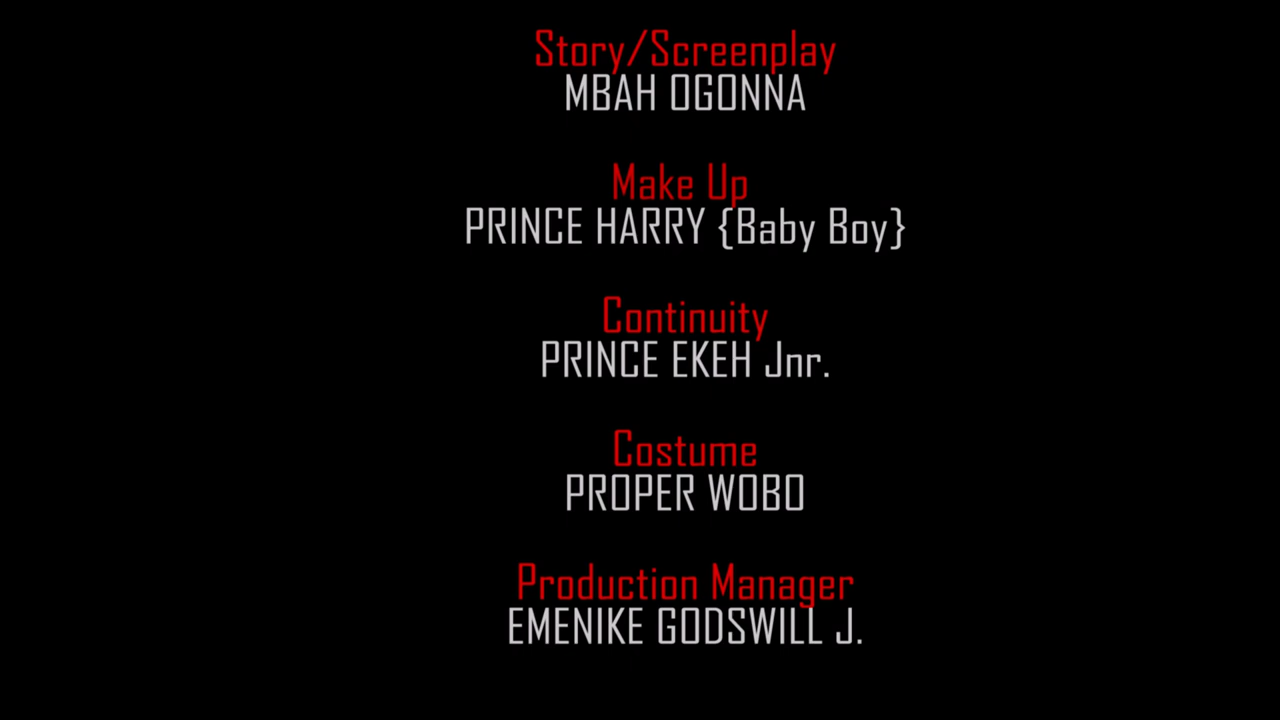 Story/Screenplay
MBAH OGONNA
Make Up
PRINCE HARRY {Baby Boy}
Continuity
PRINCE EKEH Jnr.
Costume
PROPER WOBO
Production Manager
EMENIKE GODSWILL J.